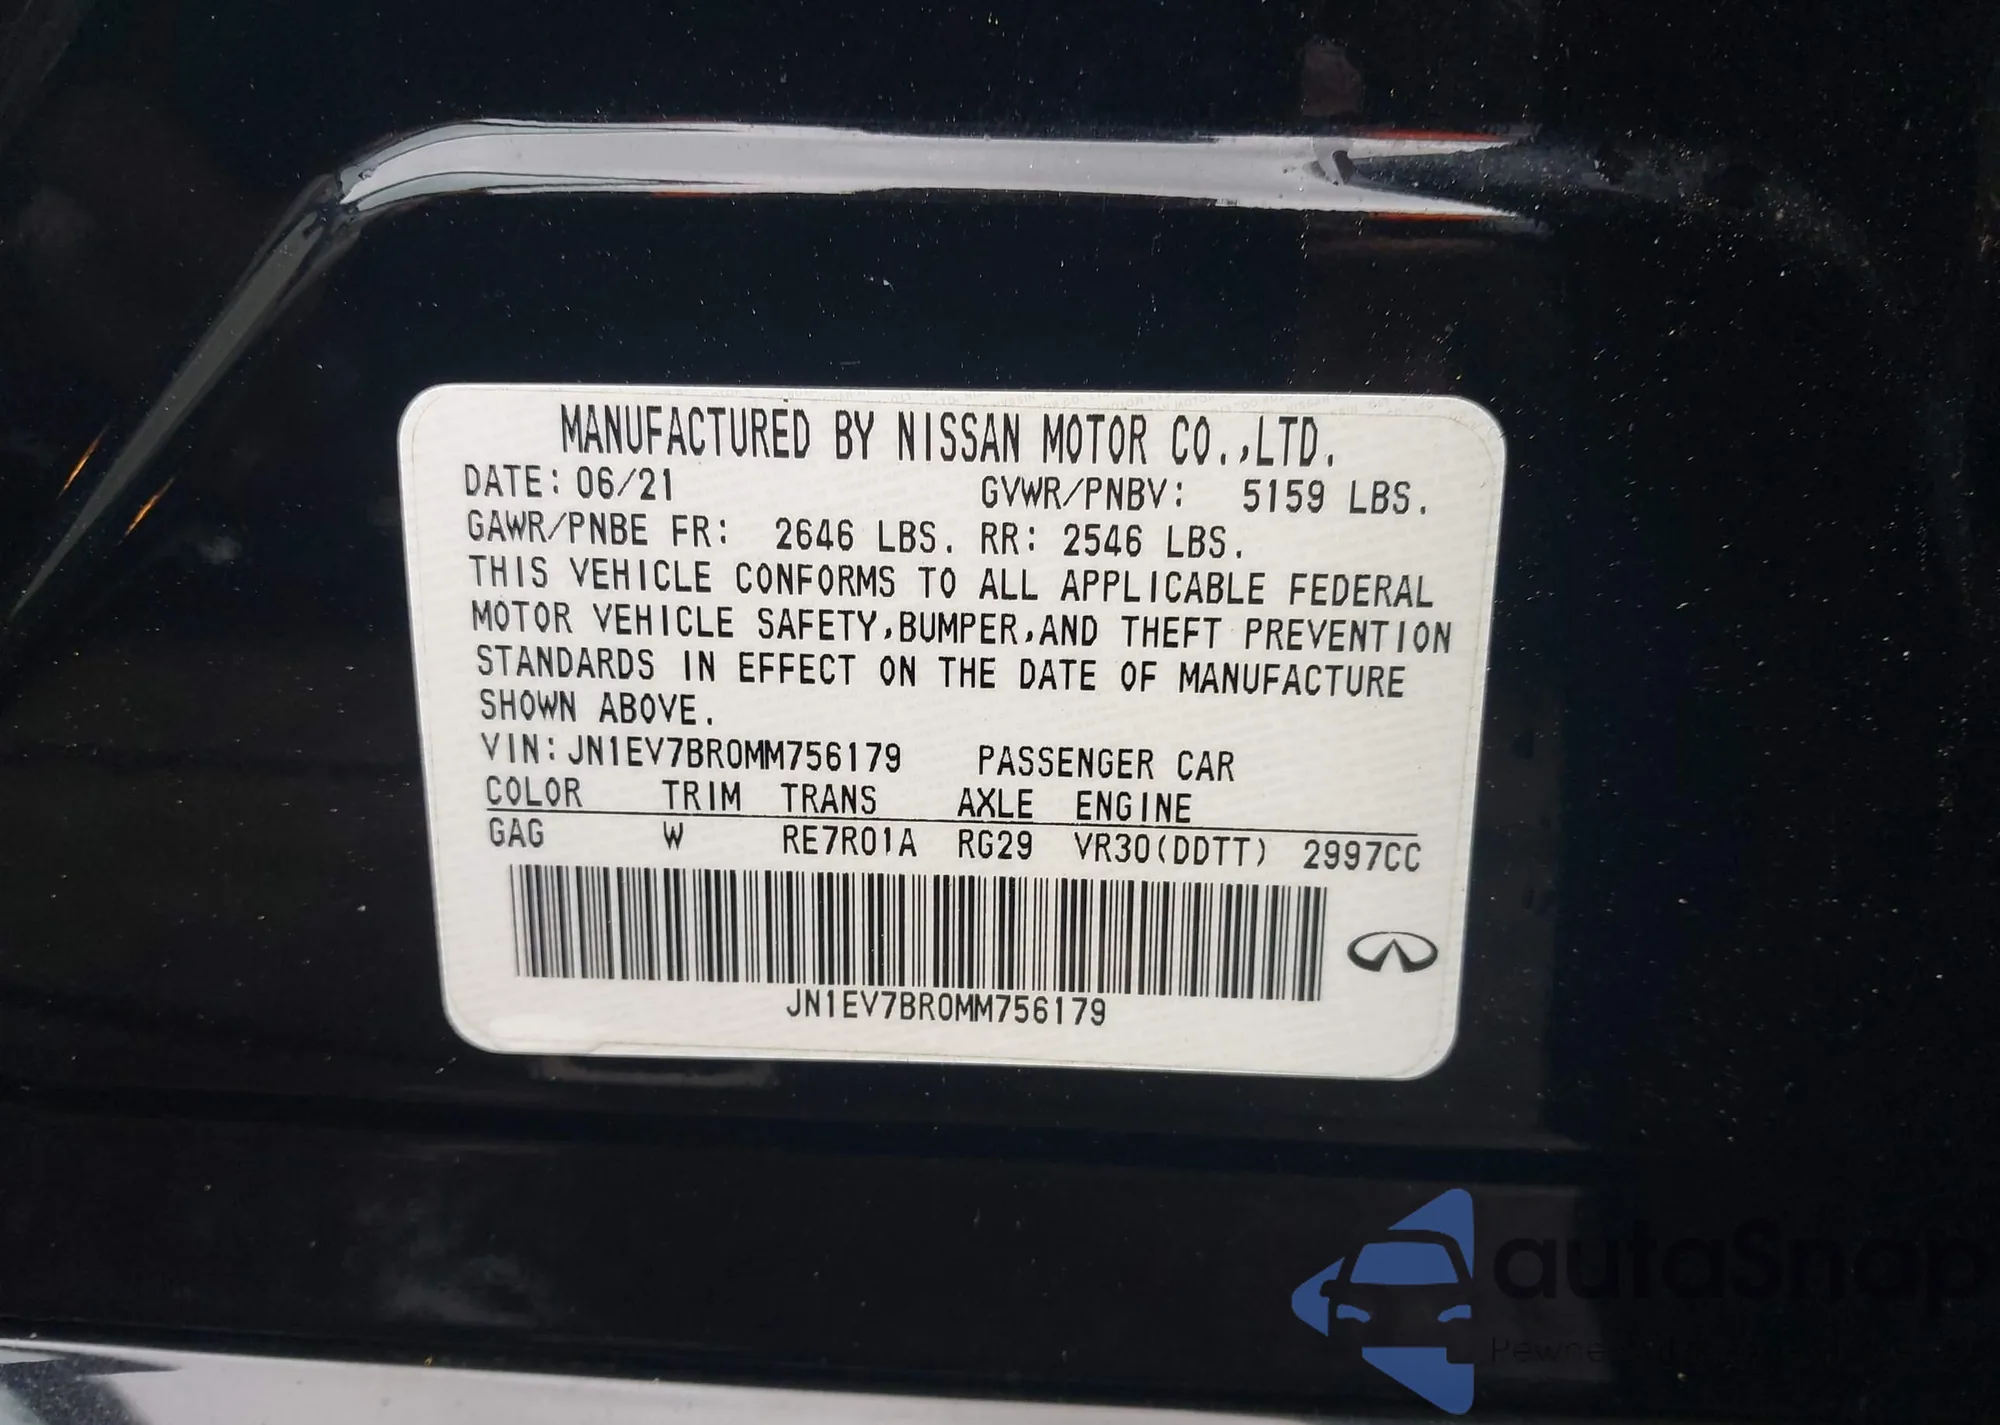 MANUFACTURED BY NISSAN MOTOR CO.,LTD.
DATE: 06/21 GVWR/PNBV: 5159 LBS.
GAWR/PNBE FR: 2646 LBS. RR: 2546 LBS.
THIS VEHICLE CONFORMS TO ALL APPLICABLE FEDERAL
MOTOR VEHICLE SAFETY,BUMPER,AND THEFT PREVENTION
STANDARDS IN EFFECT ON THE DATE OF MANUFACTURE
SHOWN ABOVE.
VIN: JN1EV7BR0MM756179 PASSENGER CAR
COLOR TRIM TRANS AXLE ENGINE
GAG W RE7R01A RG29 VR30(DDTT) 2997CC
JN1EV7BR0MM756179
autoSnap